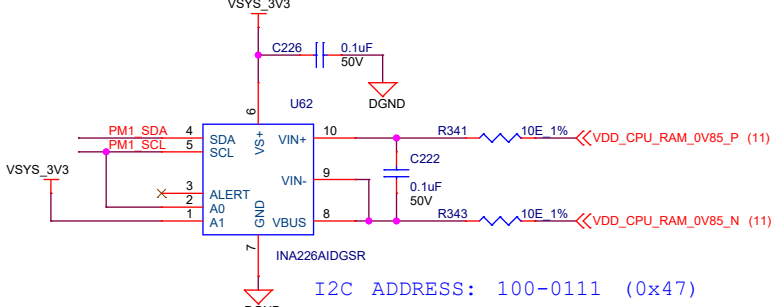 VSYS_3V3
C226 0.1uF
50V
DGND
U62
6
PM1_SDA 4 SDA VS+ VIN+ 10 R341 10E_1% VDD_CPU_RAM_0V85_P (11)
PM1_SCL 5 SCL
C222
VSYS_3V3
VIN- 9
0.1uF
50V
3 ALERT
2 A0
1 A1 GND VBUS 8 R343 10E_1% VDD_CPU_RAM_0V85_N (11)
7
INA226AIDGSR
I2C ADDRESS: 100-0111 (0x47)
DGND